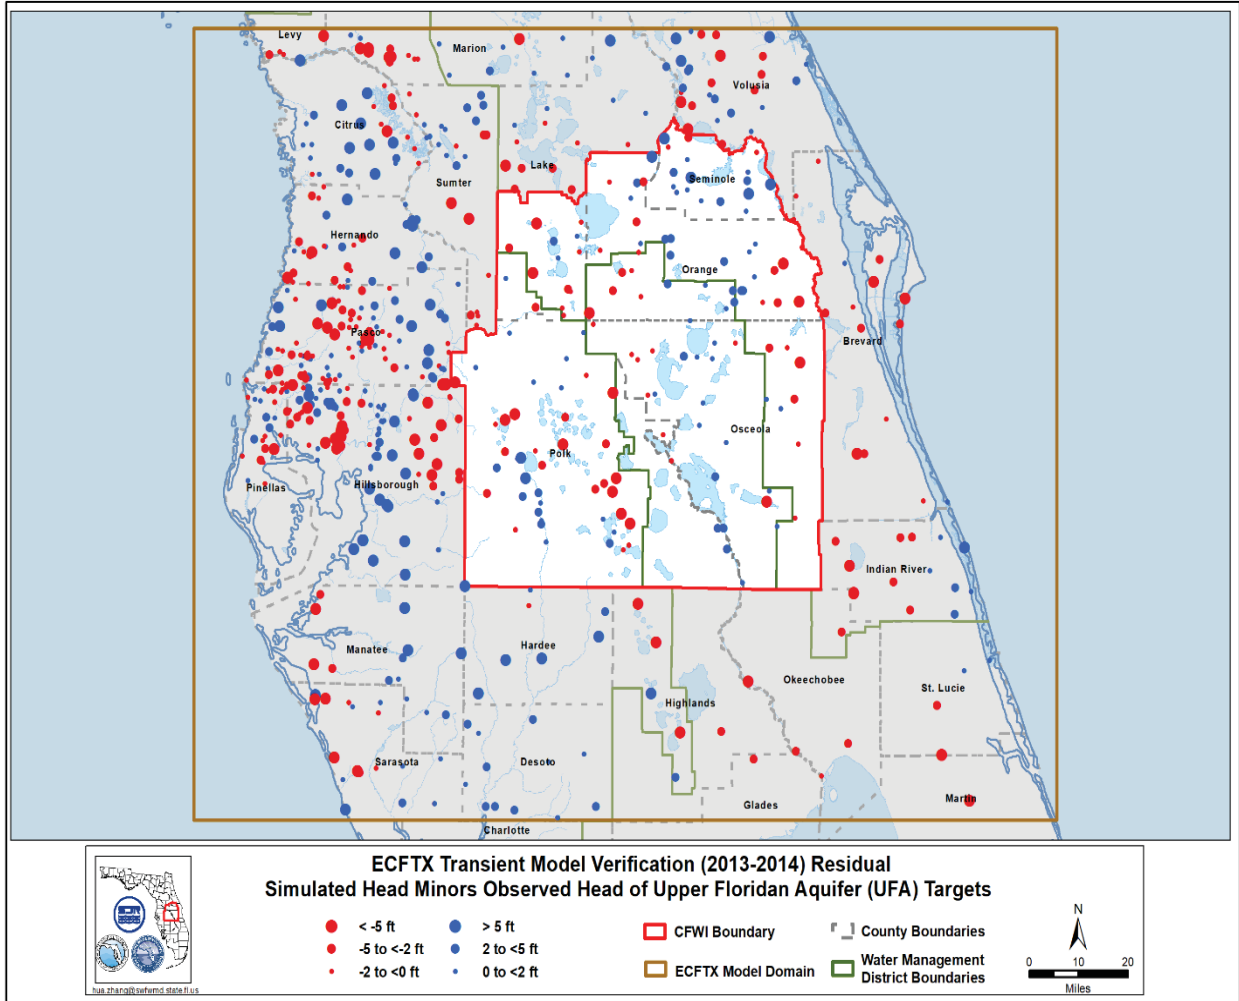 Levy
Marion
Volusia
Citrus
Lake
Sumter
Seminole
Hernando
Orange
Pasco
Brevard
Osceola
Polk
Pinellas
Hillsborough
Indian River
Manatee
Hardee
Okeechobee
St. Lucie
Highlands
Sarasota
Desoto
Martin
Glades
Charlotte
ECFTX Transient Model Verification (2013-2014) Residual
Simulated Head Minors Observed Head of Upper Floridan Aquifer (UFA) Targets
< -5 ft
> 5 ft
CFWI Boundary
County Boundaries
N
-5 to <-2 ft
2 to <5 ft
-2 to <0 ft
0 to <2 ft
ECFTX Model Domain
Water Management
District Boundaries
0 10 20
Miles
hua.zhang@swfwmd.state.fl.us